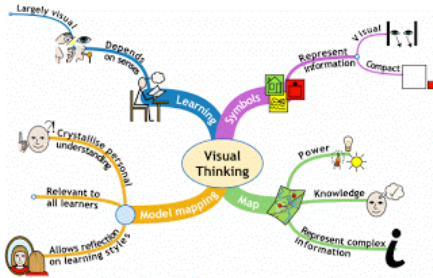 Visual
Thinking
Learning
Depends
on senses
Largely visual
Symbols
Represent
information
Visual
Compact
Map
Power
Knowledge
Represent complex
information
Model mapping
Crystallise personal
understanding
Relevant to
all learners
Allows reflection
on learning styles